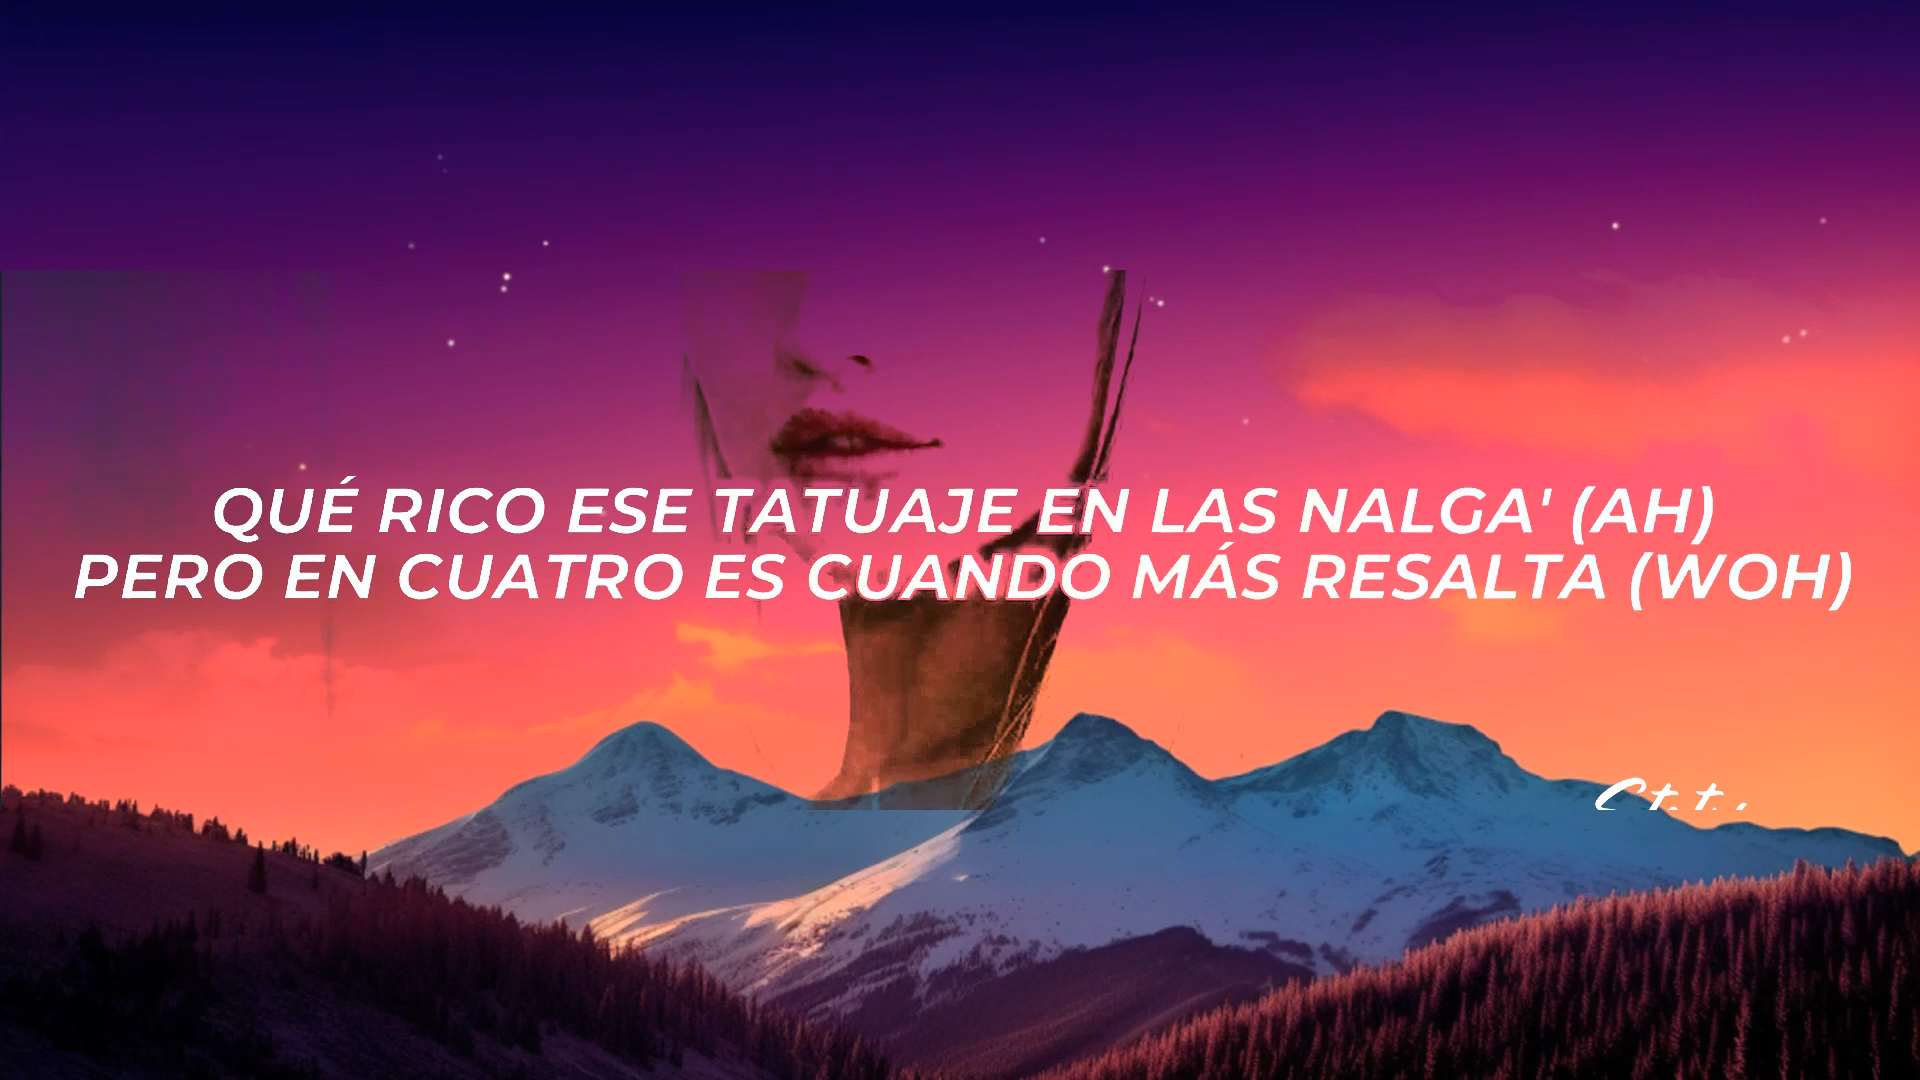 QUÉ RICO ESE TATUAJE EN LAS NALGA' (AH)
PERO EN CUATRO ES CUANDO MÁS RESALTA (WOH)